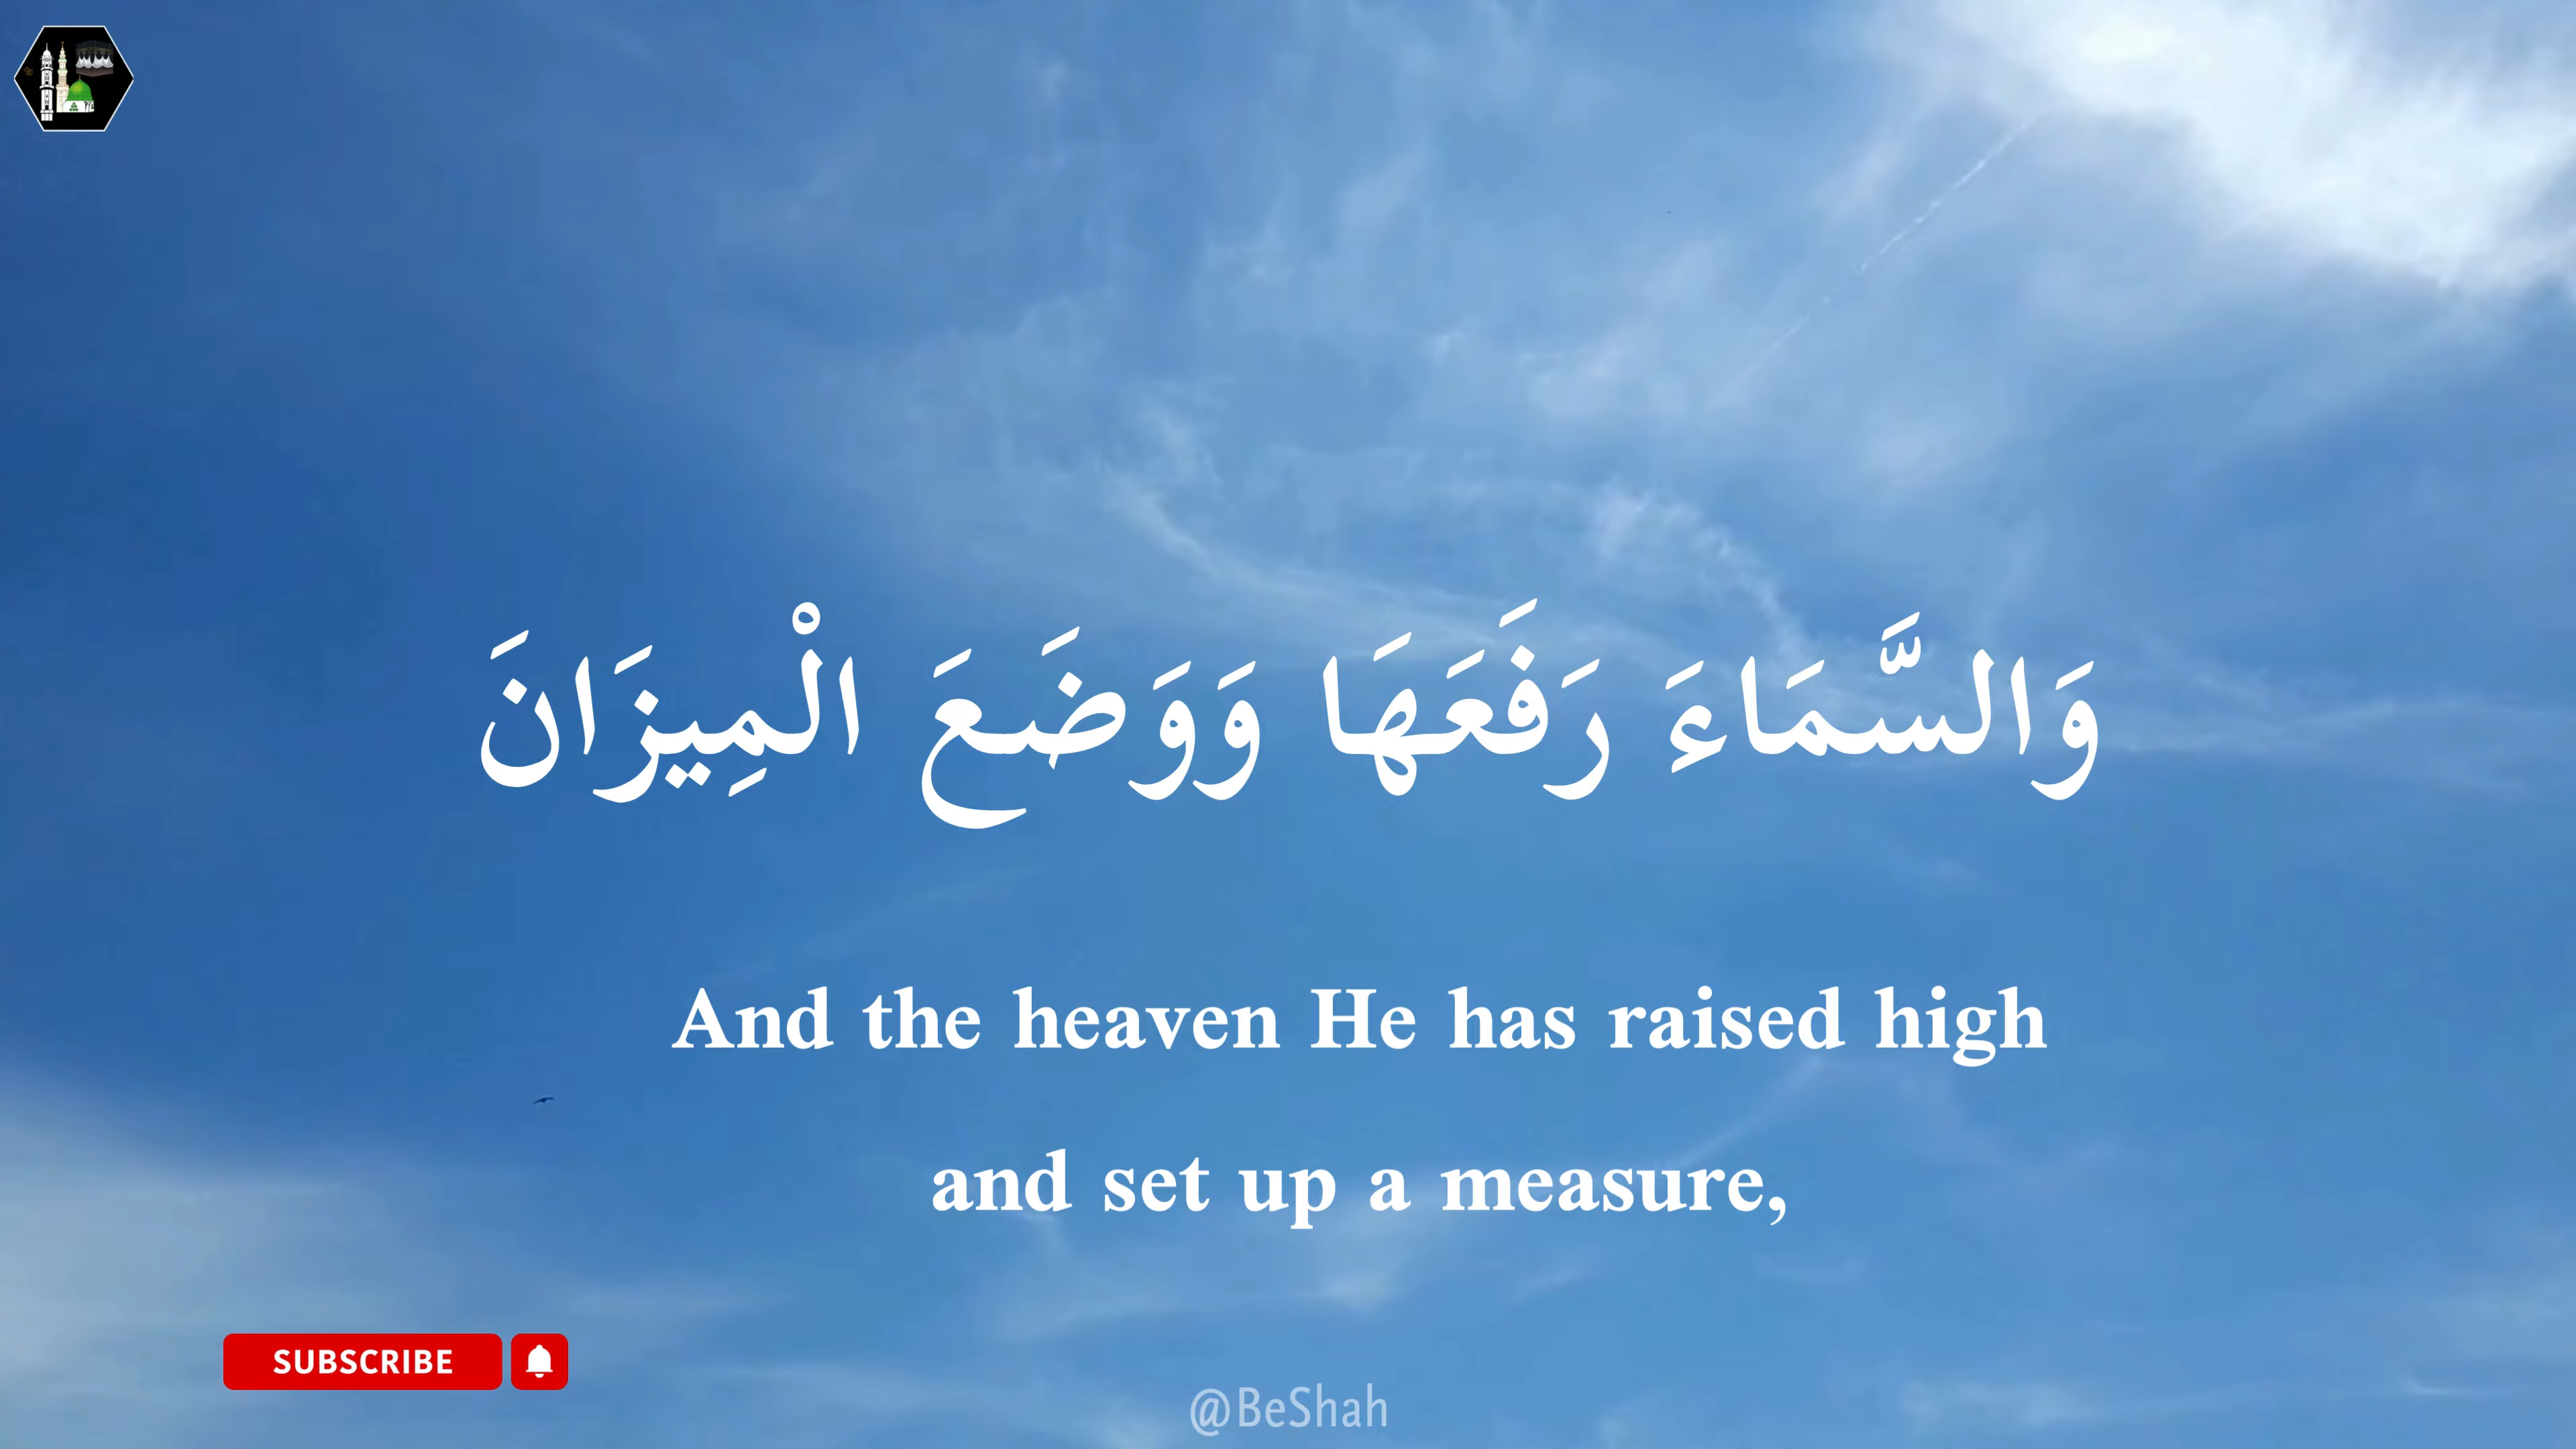 وَالسَّمَاءَ رَفَعَهَا وَوَضَعَ الْمِيزَانَ
And the heaven He has raised high
and set up a measure,
SUBSCRIBE
@BeShah